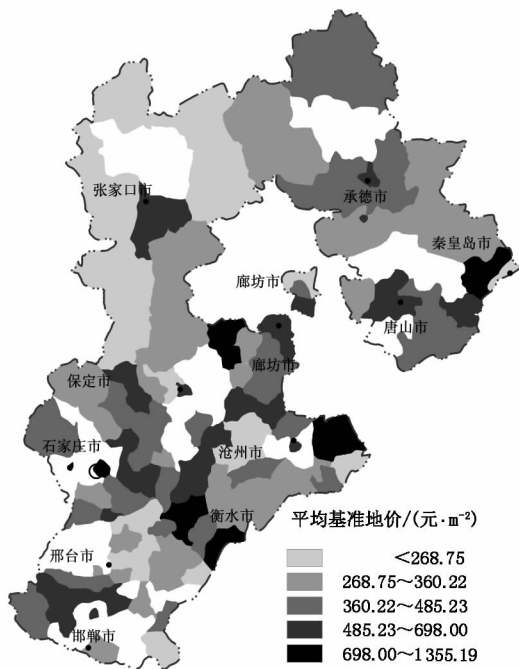 张家口市
承德市
秦皇岛市
廊坊市
唐山市
廊坊市
保定市
石家庄市
沧州市
衡水市
邢台市
邯郸市
平均基准地价/(元·m⁻²)
<268.75
268.75～360.22
360.22～485.23
485.23～698.00
698.00～1355.19